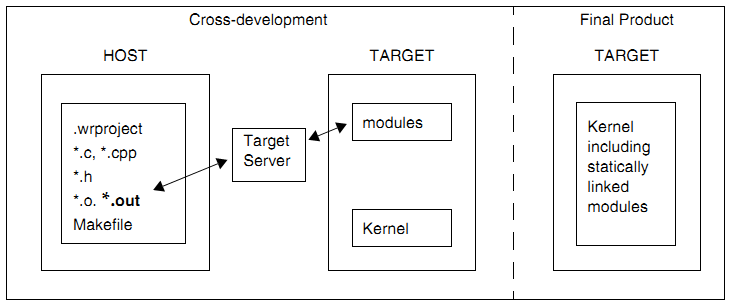 Cross-development
Final Product
HOST
TARGET
TARGET
.wrproject
*.c, *.cpp
*.h
*.o. *.out
Makefile
Target
Server
modules
Kernel
Kernel
including
statically
linked
modules